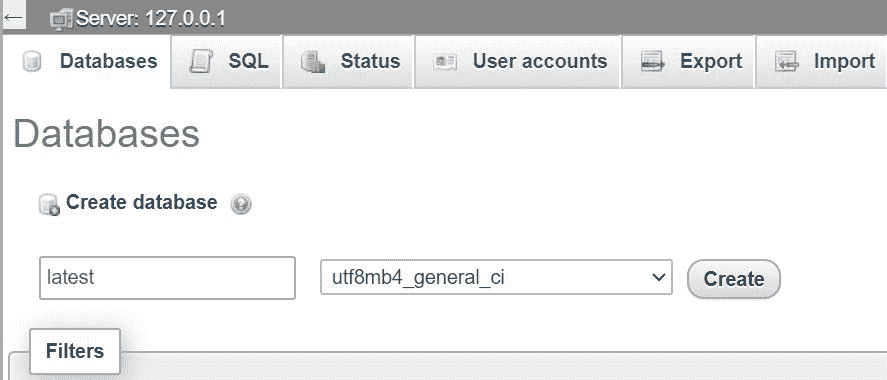 Server: 127.0.0.1
Databases SQL Status User accounts Export Import
Databases
Create database
latest utf8mb4_general_ci Create
Filters